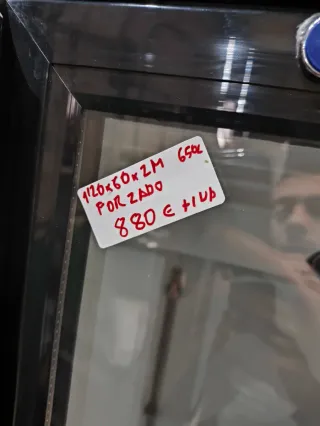 120x60x2M 650L
FORZADO
880 € + IVA